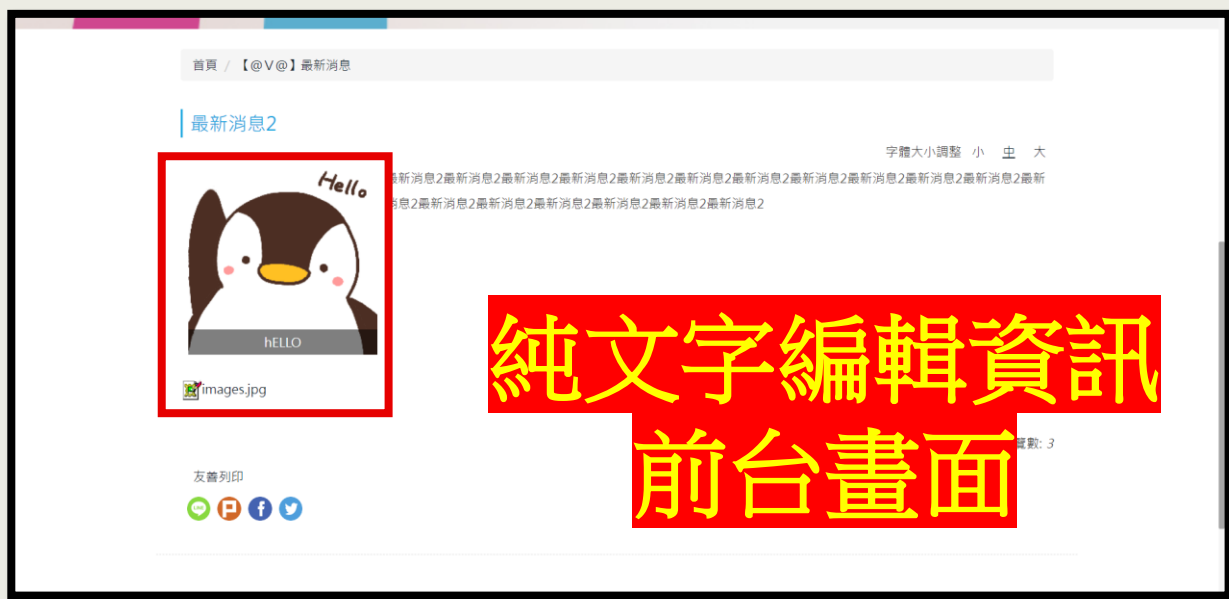 首頁 / 【@V@】最新消息
最新消息2
字體大小調整 小 中 大
Hello
新消息2最新消息2最新消息2最新消息2最新消息2最新消息2最新消息2最新消息2最新消息2最新消息2最新消息2最新
息2最新消息2最新消息2最新消息2最新消息2最新消息2最新消息2
hELLO
images.jpg
純文字編輯資訊
前台畫面
覽數: 3
友善列印